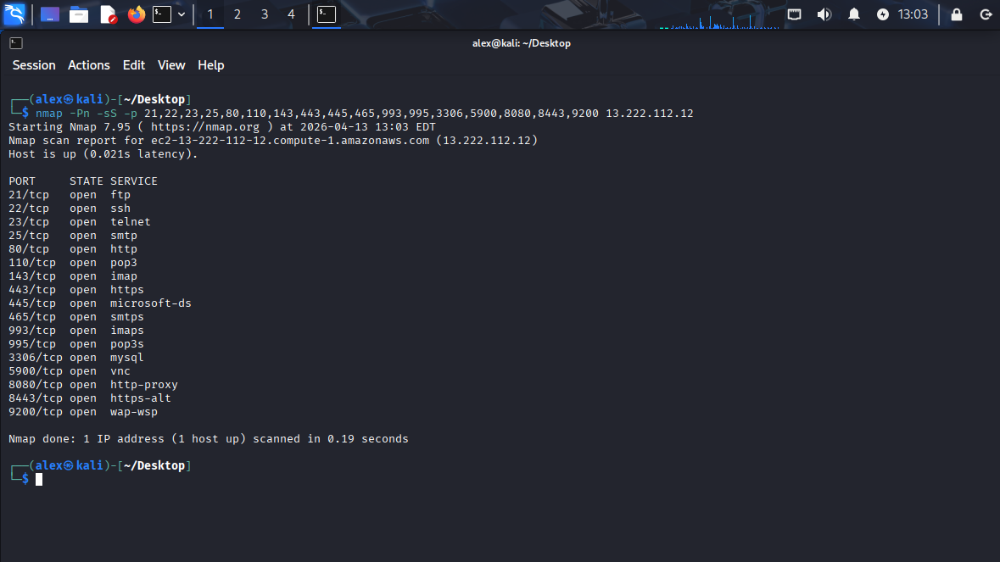 1 2 3 4 13:03
alex@kali: ~/Desktop
Session Actions Edit View Help
┌──(alex㉿kali)-[~/Desktop]
└─$ nmap -Pn -sS -p 21,22,23,25,80,110,143,443,445,465,993,995,3306,5900,8080,8443,9200 13.222.112.12
Starting Nmap 7.95 ( https://nmap.org ) at 2026-04-13 13:03 EDT
Nmap scan report for ec2-13-222-112-12.compute-1.amazonaws.com (13.222.112.12)
Host is up (0.021s latency).

PORT     STATE SERVICE
21/tcp   open  ftp
22/tcp   open  ssh
23/tcp   open  telnet
25/tcp   open  smtp
80/tcp   open  http
110/tcp  open  pop3
143/tcp  open  imap
443/tcp  open  https
445/tcp  open  microsoft-ds
465/tcp  open  smtps
993/tcp  open  imaps
995/tcp  open  pop3s
3306/tcp open  mysql
5900/tcp open  vnc
8080/tcp open  http-proxy
8443/tcp open  https-alt
9200/tcp open  wap-wsp

Nmap done: 1 IP address (1 host up) scanned in 0.19 seconds

┌──(alex㉿kali)-[~/Desktop]
└─$